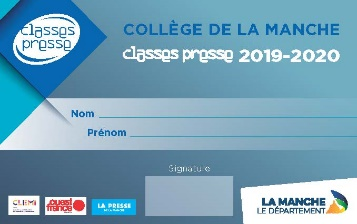 classes
presse
COLLÈGE DE LA MANCHE
classes presse 2019-2020
Nom
Prénom
Signature
CLEMI
ouest
france
LA PRESSE
LA MANCHE
LE DÉPARTEMENT